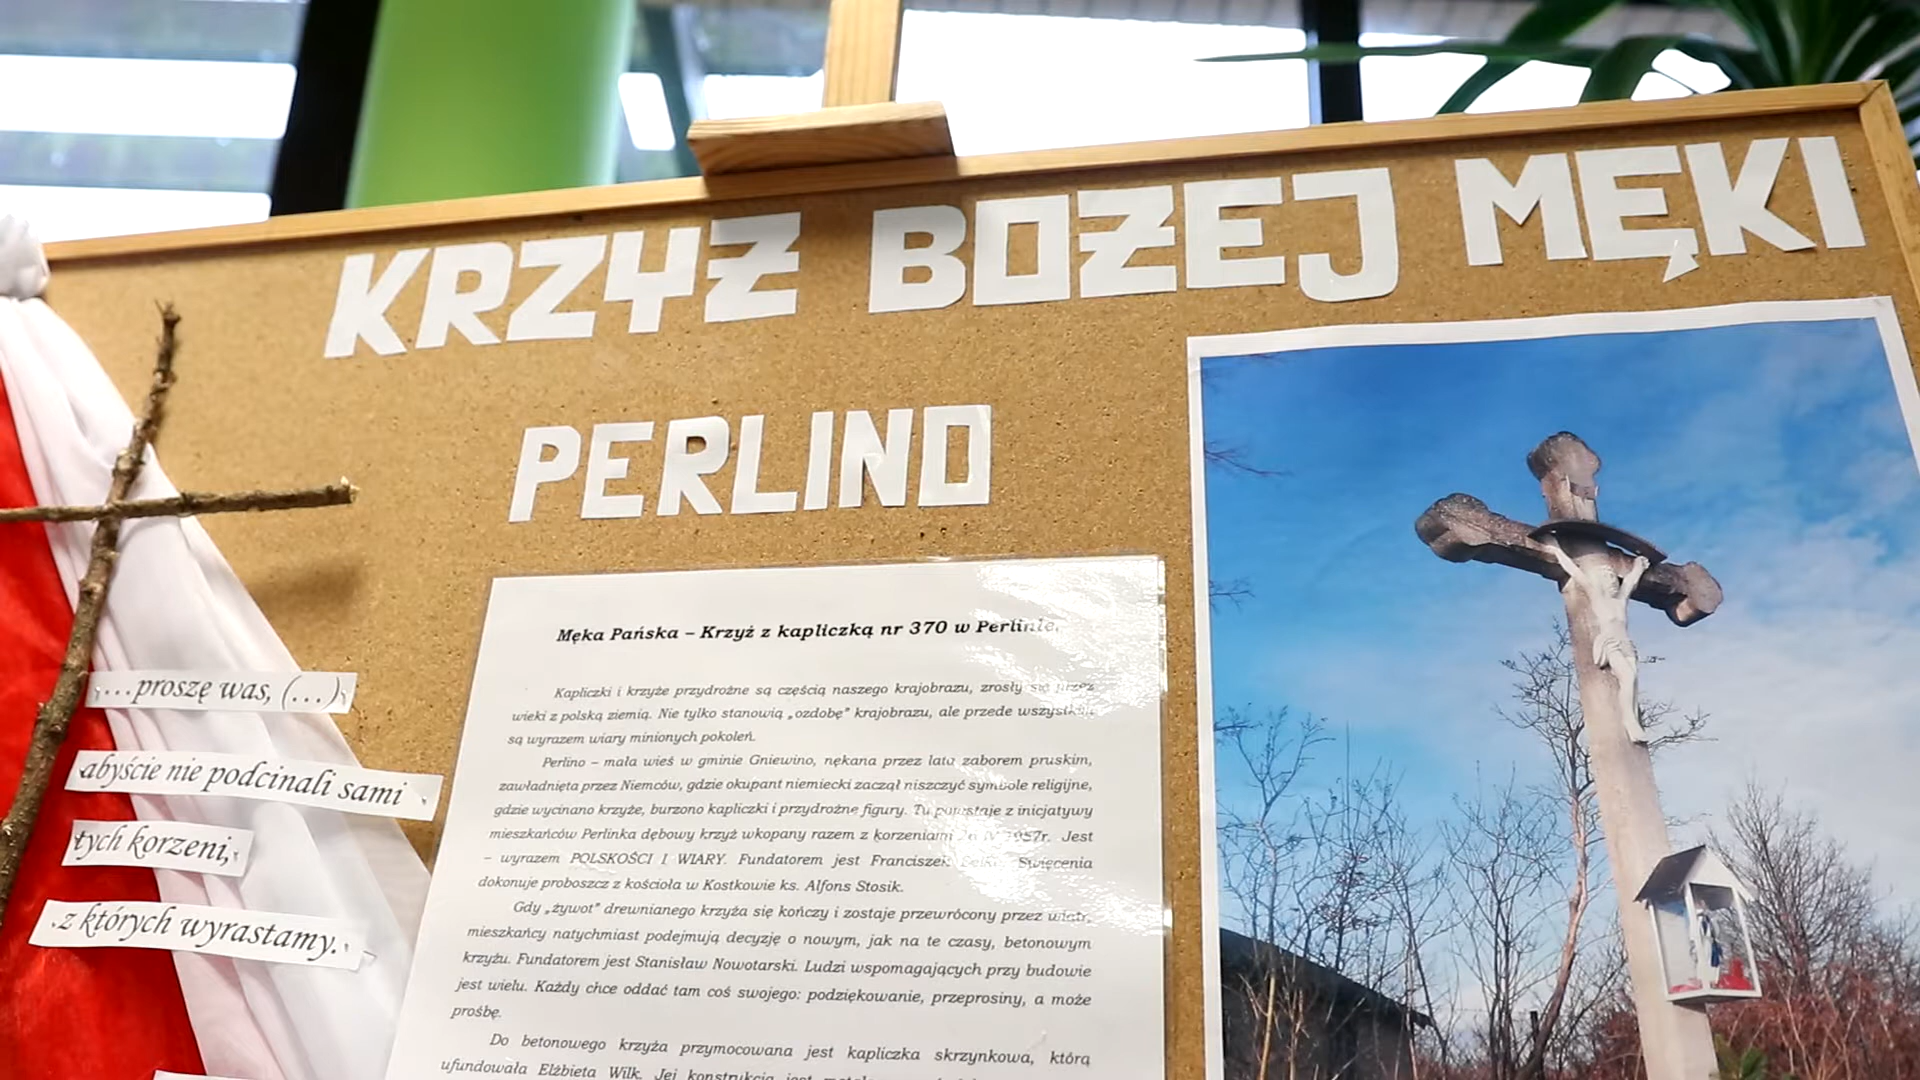 KRZYŻ BOŻEJ MĘKI
PERLINO
Męka Pańska – Krzyż z kapliczką nr 370 w Perlinie.
Kapliczki i krzyże przydrożne są częścią naszego krajobrazu, zrosły się przez
wieki z polską ziemią. Nie tylko stanowią „ozdobę” krajobrazu, ale przede wszystkim
są wyrazem wiary minionych pokoleń.
Perlino – mała wieś w gminie Gniewino, nękana przez lata zaborem pruskim,
zawładnięta przez Niemców, gdzie okupant niemiecki zaczął niszczyć symbole religijne,
gdzie wycinano krzyże, burzono kapliczki i przydrożne figury. Tu powstaje z inicjatywy
mieszkańców Perlinka dębowy krzyż wkopany razem z korzeniami 1957r. Jest
– wyrazem POLSKOŚCI I WIARY. Fundatorem jest Franciszek Święcenia
dokonuje proboszcz z kościoła w Kostkowie ks. Alfons Stosik.
Gdy „żywot” drewnianego krzyża się kończy i zostaje przewrócony przez wiatr,
mieszkańcy natychmiast podejmują decyzję o nowym, jak na te czasy, betonowym
krzyżu. Fundatorem jest Stanisław Nowotarski. Ludzi wspomagających przy budowie
jest wielu. Każdy chce oddać tam coś swojego: podziękowanie, przeprosiny, a może
prośbę.
Do betonowego krzyża przymocowana jest kapliczka skrzynkowa, którą
ufundowała Elżbieta Wilk. Jej konstrukcja jest
„...proszę was, (...),
abyście nie podcinali sami
tych korzeni,
z których wyrastamy.